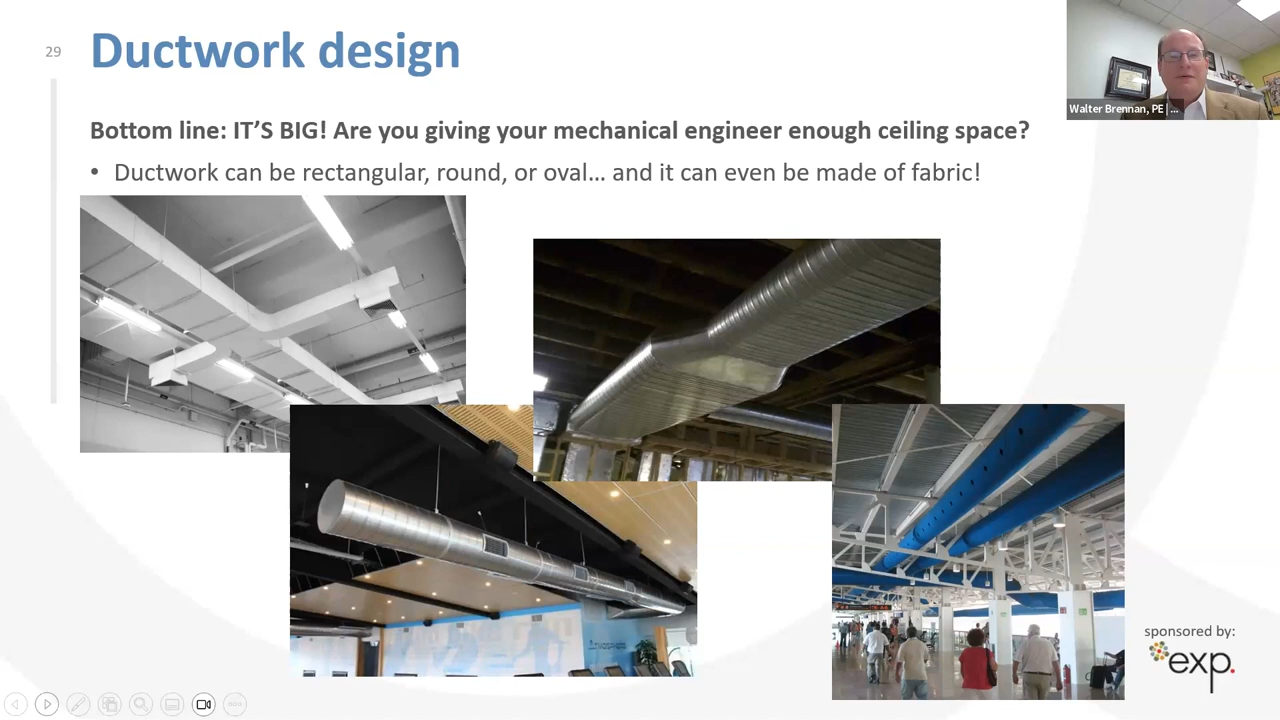 29
Ductwork design
Walter Brennan, PE | ...
Bottom line: IT’S BIG! Are you giving your mechanical engineer enough ceiling space?
• Ductwork can be rectangular, round, or oval… and it can even be made of fabric!
sponsored by:
exp.